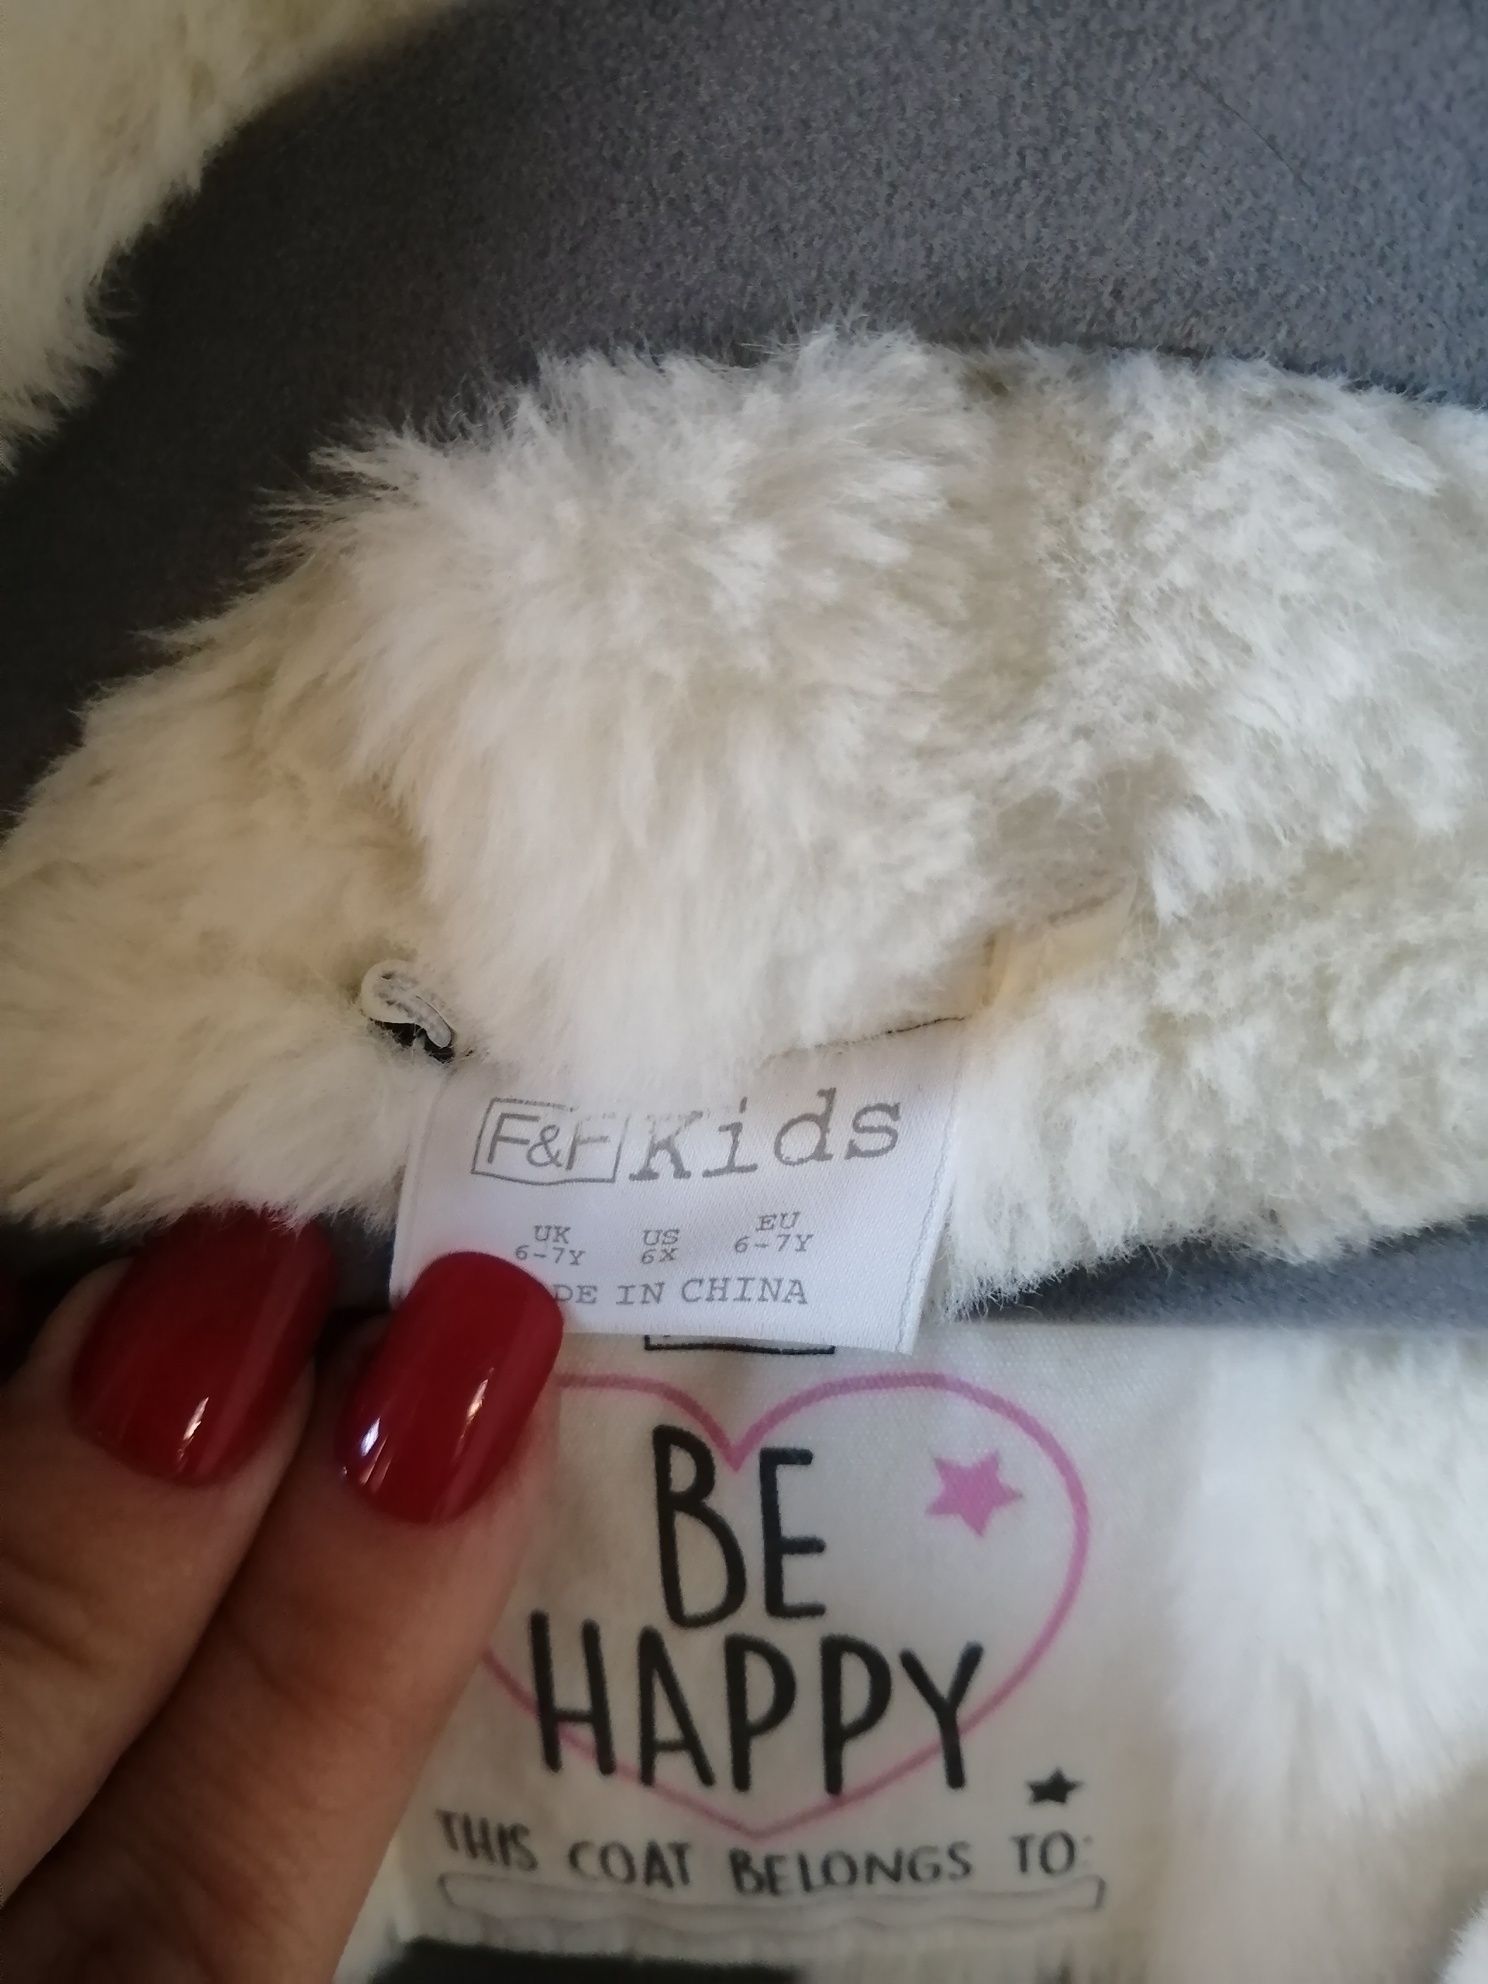 F&F Kids
UK US EU
6-7Y 6X 6-7Y
DE IN CHINA
BE
HAPPY
THIS COAT BELONGS TO: